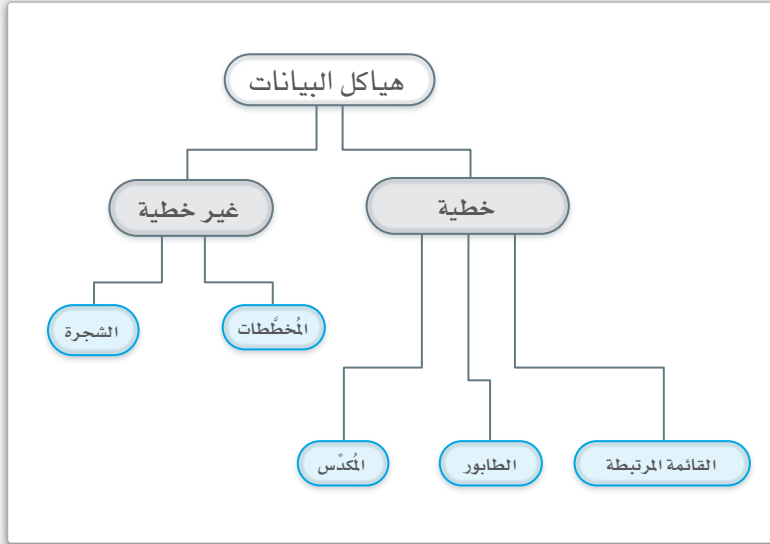 هياكل البيانات
خطية
غير خطية
المُخطَّطات
الشجرة
القائمة المرتبطة
الطابور
المُكدِّس